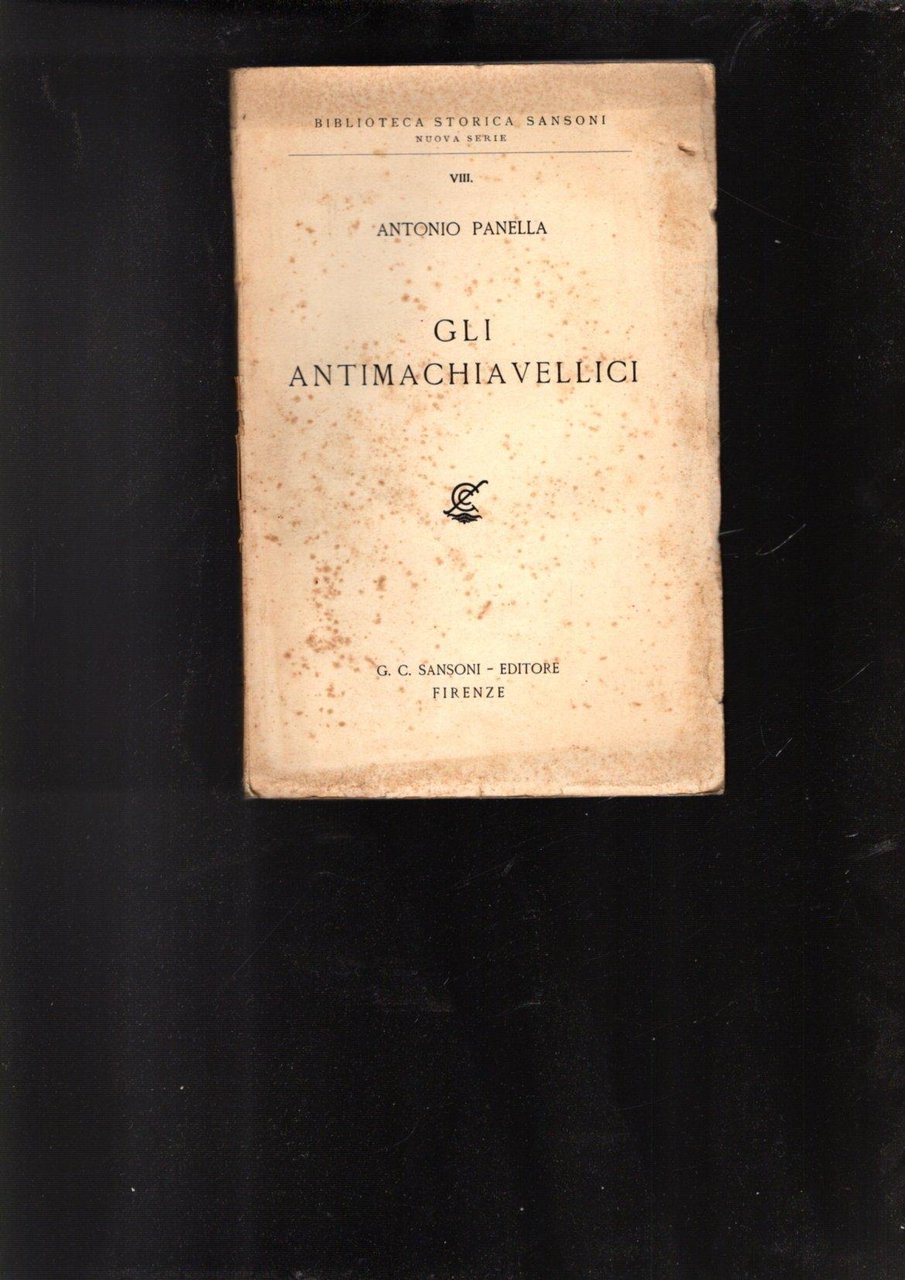 BIBLIOTECA STORICA SANSONI
NUOVA SERIE
VIII.
ANTONIO PANELLA
GLI
ANTIMACHIAVELLICI
G. C. SANSONI - EDITORE
FIRENZE